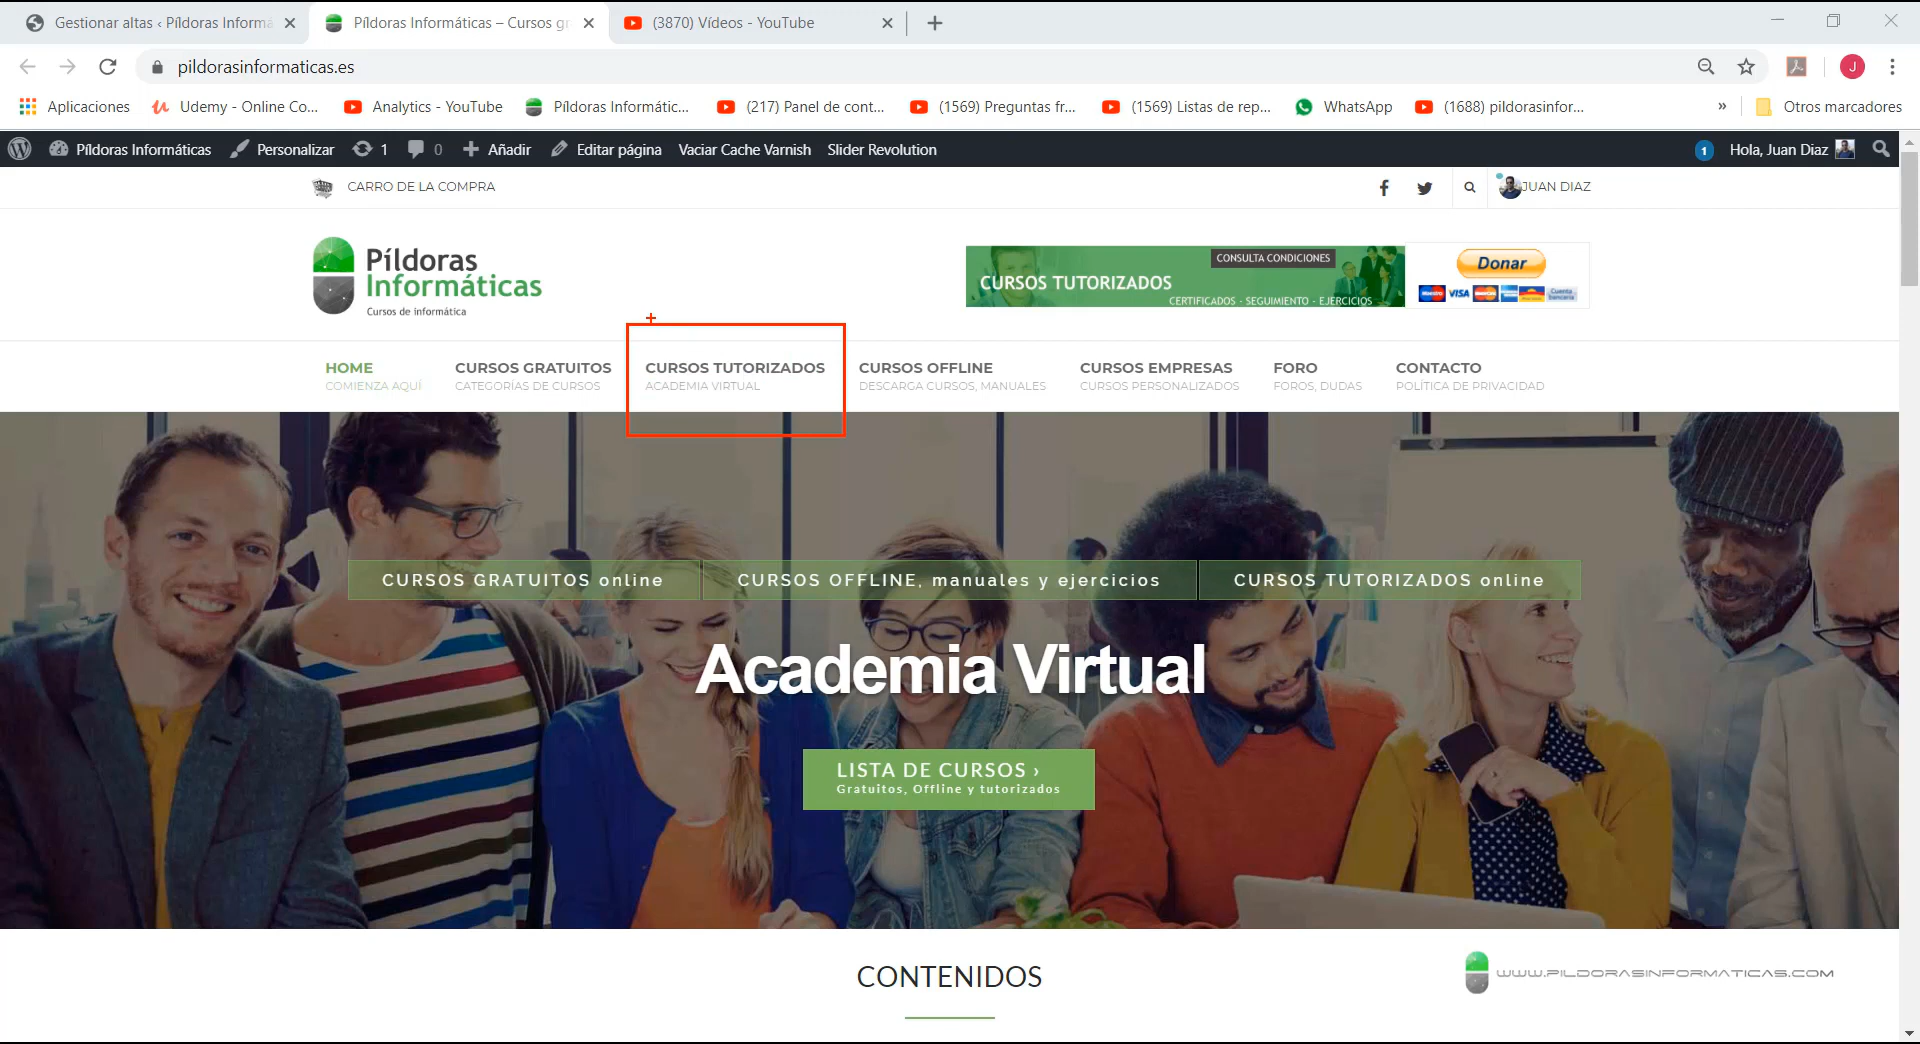 Gestionar altas ‹ Píldoras Informá
Píldoras Informáticas – Cursos gr
(3870) Vídeos - YouTube
pildorasinformaticas.es
J
Aplicaciones
Udemy - Online Co...
Analytics - YouTube
Píldoras Informátic...
(217) Panel de cont...
(1569) Preguntas fr...
(1569) Listas de rep...
WhatsApp
(1688) pildorasinfor...
»
Otros marcadores
Píldoras Informáticas
Personalizar
1
0
Añadir
Editar página
Vaciar Cache Varnish
Slider Revolution
1
Hola, Juan Diaz
CARRO DE LA COMPRA
JUAN DIAZ
Píldoras
Informáticas
Cursos de informática
CONSULTA CONDICIONES
CURSOS TUTORIZADOS
CERTIFICADOS - SEGUIMIENTO - EJERCICIOS
Donar
VISA
Cuenta
bancaria
HOME
COMIENZA AQUÍ
CURSOS GRATUITOS
CATEGORÍAS DE CURSOS
CURSOS TUTORIZADOS
ACADEMIA VIRTUAL
CURSOS OFFLINE
DESCARGA CURSOS, MANUALES
CURSOS EMPRESAS
CURSOS PERSONALIZADOS
FORO
FOROS, DUDAS
CONTACTO
POLÍTICA DE PRIVACIDAD
CURSOS GRATUITOS online
CURSOS OFFLINE, manuales y ejercicios
CURSOS TUTORIZADOS online
Academia Virtual
LISTA DE CURSOS ›
Gratuitos, Offline y tutorizados
CONTENIDOS
WWW.PILDORASINFORMATICAS.COM